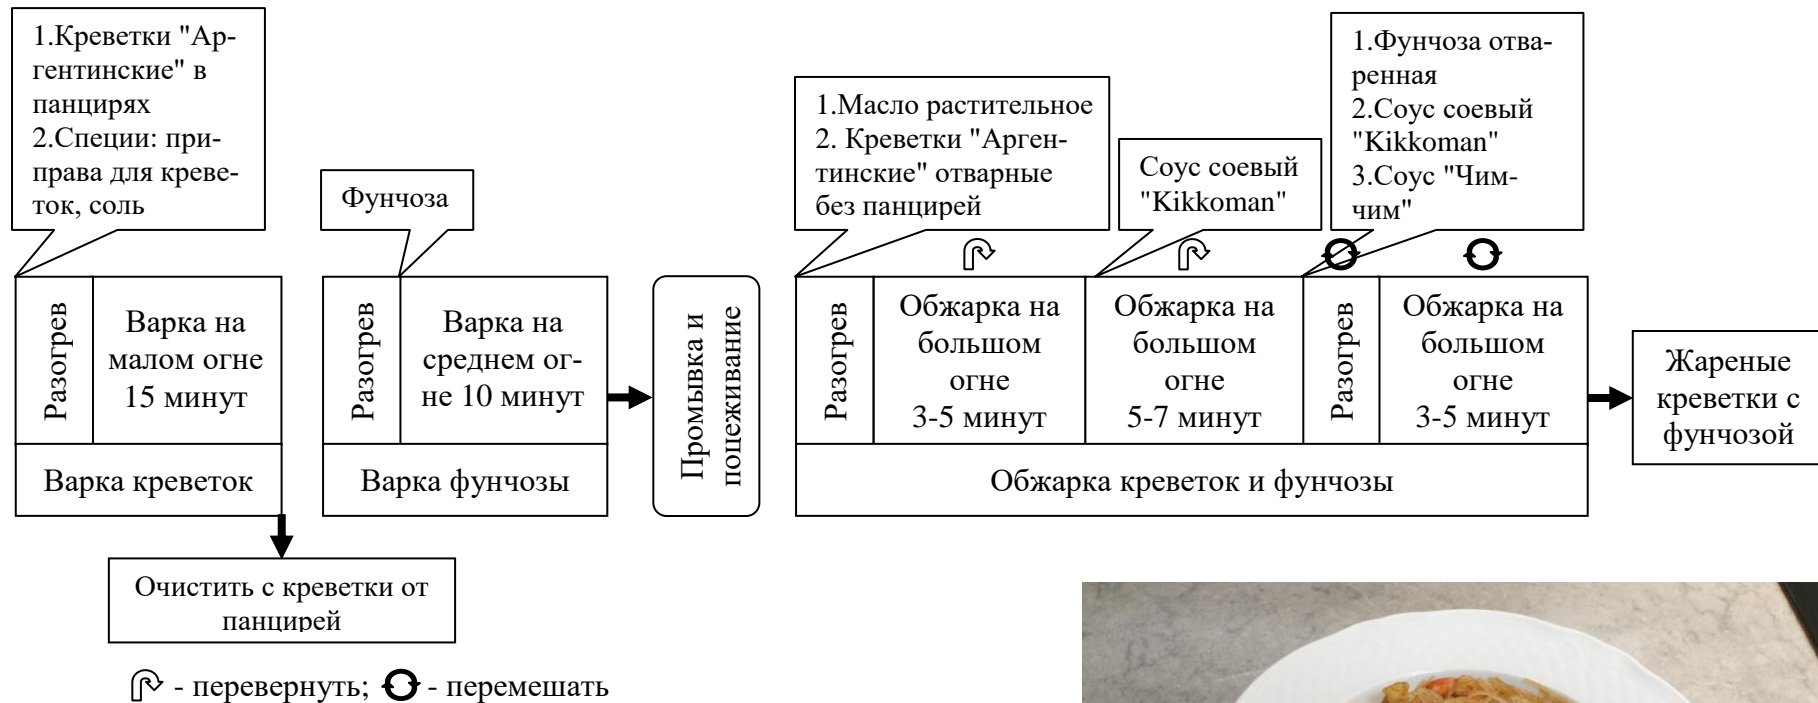 1.Креветки "Ар-
гентинские" в
панцирях
2.Специи: при-
права для креве-
ток, соль
Фунчоза
1.Масло растительное
2. Креветки "Арген-
тинские" отварные
без панцирей
Соус соевый
"Kikkoman"
1.Фунчоза отва-
ренная
2.Соус соевый
"Kikkoman"
3.Соус "Чим-
чим"
Разогрев
Варка на
малом огне
15 минут
Варка креветок
Разогрев
Варка на
среднем ог-
не 10 минут
Варка фунчозы
Промывка и
поцеживание
Разогрев
Обжарка на
большом
огне
3-5 минут
Обжарка на
большом
огне
5-7 минут
Разогрев
Обжарка на
большом
огне
3-5 минут
Обжарка креветок и фунчозы
Жареные
креветки с
фунчозой
Очистить с креветки от
панцирей
- перевернуть; - перемешать